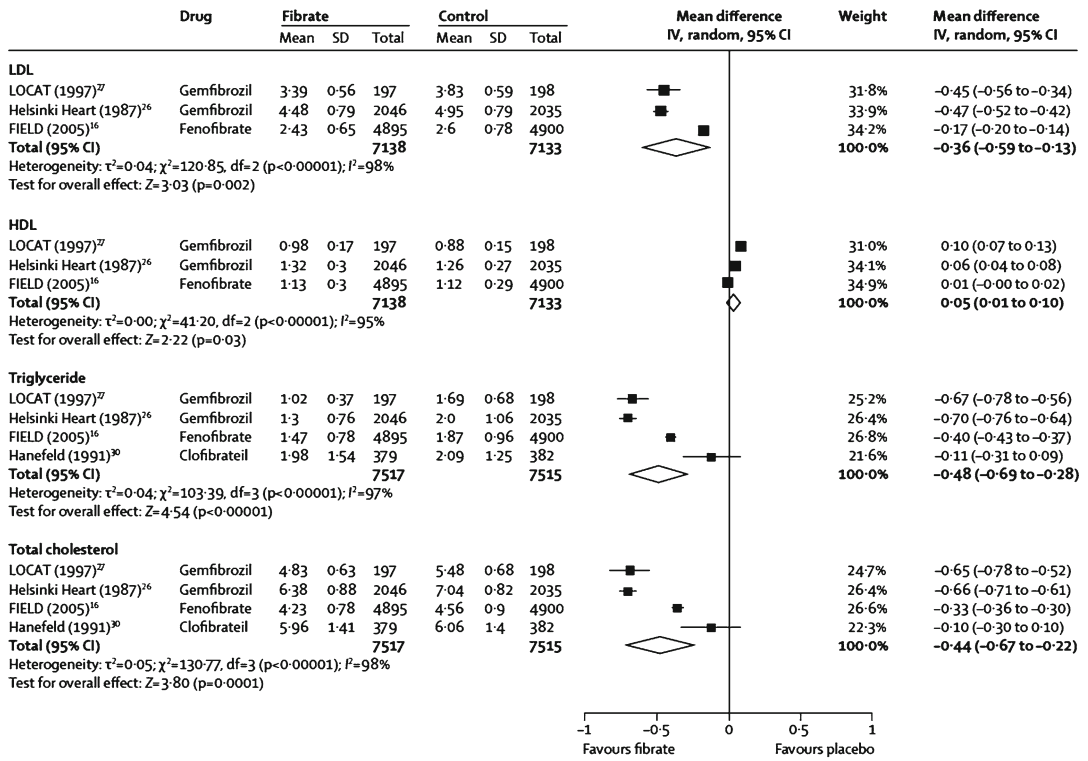 Drug Fibrate Control Mean difference Weight Mean difference
Mean SD Total Mean SD Total IV, random, 95% CI IV, random, 95% CI
LDL
LOCAT (1997)²⁷ Gemfibrozil 3·39 0·56 197 3·83 0·59 198 31·8% –0·45 (–0·56 to –0·34)
Helsinki Heart (1987)²⁶ Gemfibrozil 4·48 0·79 2046 4·95 0·79 2035 33·9% –0·47 (–0·52 to –0·42)
FIELD (2005)¹⁶ Fenofibrate 2·43 0·65 4895 2·6 0·78 4900 34·2% –0·17 (–0·20 to –0·14)
Total (95% CI) 7138 7133 100·0% –0·36 (–0·59 to –0·13)
Heterogeneity: τ²=0·04; χ²=120·85, df=2 (p<0·00001); I²=98%
Test for overall effect: Z=3·03 (p=0·002)
HDL
LOCAT (1997)²⁷ Gemfibrozil 0·98 0·17 197 0·88 0·15 198 31·0% 0·10 (0·07 to 0·13)
Helsinki Heart (1987)²⁶ Gemfibrozil 1·32 0·3 2046 1·26 0·27 2035 34·1% 0·06 (0·04 to 0·08)
FIELD (2005)¹⁶ Fenofibrate 1·13 0·3 4895 1·12 0·29 4900 34·9% 0·01 (–0·00 to 0·02)
Total (95% CI) 7138 7133 100·0% 0·05 (0·01 to 0·10)
Heterogeneity: τ²=0·00; χ²=41·20, df=2 (p<0·00001); I²=95%
Test for overall effect: Z=2·22 (p=0·03)
Triglyceride
LOCAT (1997)²⁷ Gemfibrozil 1·02 0·37 197 1·69 0·68 198 25·2% –0·67 (–0·78 to –0·56)
Helsinki Heart (1987)²⁶ Gemfibrozil 1·3 0·76 2046 2·0 1·06 2035 26·4% –0·70 (–0·76 to –0·64)
FIELD (2005)¹⁶ Fenofibrate 1·47 0·78 4895 1·87 0·96 4900 26·8% –0·40 (–0·43 to –0·37)
Hanefeld (1991)³⁰ Clofibrateil 1·98 1·54 379 2·09 1·25 382 21·6% –0·11 (–0·31 to 0·09)
Total (95% CI) 7517 7515 100·0% –0·48 (–0·69 to –0·28)
Heterogeneity: τ²=0·04; χ²=103·39, df=3 (p<0·00001); I²=97%
Test for overall effect: Z=4·54 (p<0·00001)
Total cholesterol
LOCAT (1997)²⁷ Gemfibrozil 4·83 0·63 197 5·48 0·68 198 24·7% –0·65 (–0·78 to –0·52)
Helsinki Heart (1987)²⁶ Gemfibrozil 6·38 0·88 2046 7·04 0·82 2035 26·4% –0·66 (–0·71 to –0·61)
FIELD (2005)¹⁶ Fenofibrate 4·23 0·78 4895 4·56 0·9 4900 26·6% –0·33 (–0·36 to –0·30)
Hanefeld (1991)³⁰ Clofibrateil 5·96 1·41 379 6·06 1·4 382 22·3% –0·10 (–0·30 to 0·10)
Total (95% CI) 7517 7515 100·0% –0·44 (–0·67 to –0·22)
Heterogeneity: τ²=0·05; χ²=130·77, df=3 (p<0·00001); I²=98%
Test for overall effect: Z=3·80 (p=0·0001)
–1 –0·5 0 0·5 1
Favours fibrate Favours placebo